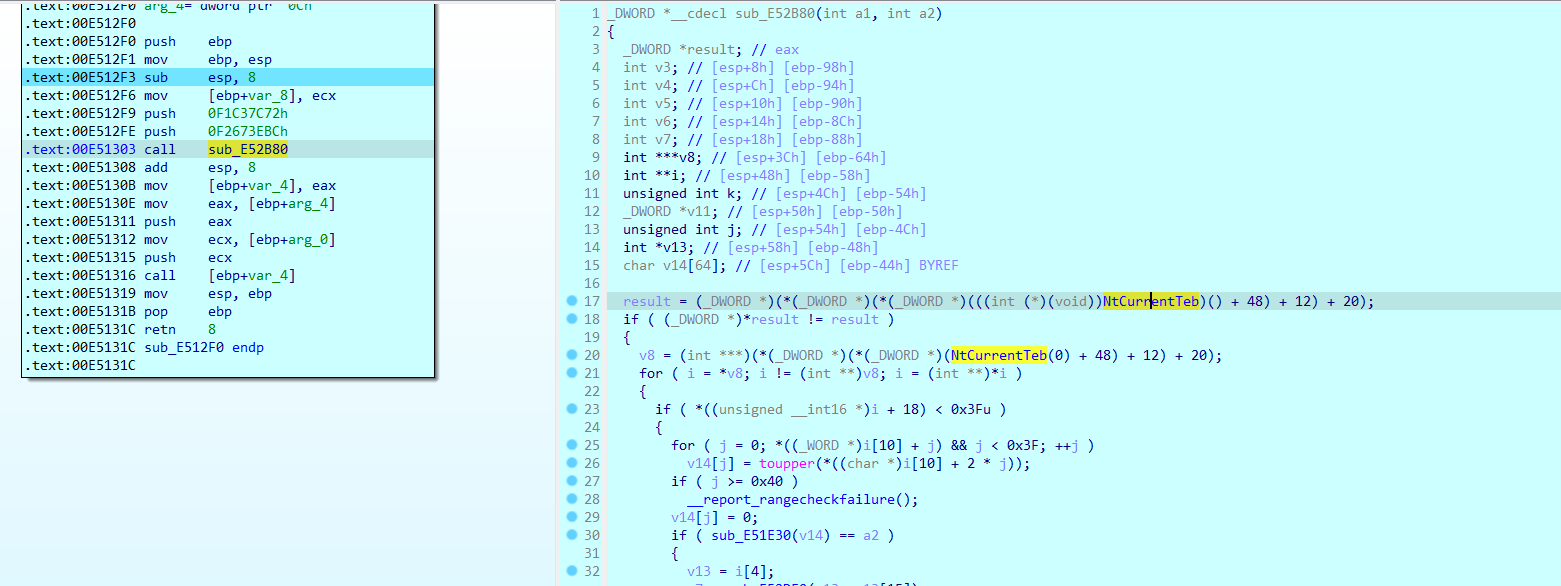 .text:00E512F0 arg_4= dword ptr  0Ch
.text:00E512F0
.text:00E512F0 push    ebp
.text:00E512F1 mov     ebp, esp
.text:00E512F3 sub     esp, 8
.text:00E512F6 mov     [ebp+var_8], ecx
.text:00E512F9 push    0F1C37C72h
.text:00E512FE push    0F2673EBCh
.text:00E51303 call    sub_E52B80
.text:00E51308 add     esp, 8
.text:00E5130B mov     [ebp+var_4], eax
.text:00E5130E mov     eax, [ebp+arg_4]
.text:00E51311 push    eax
.text:00E51312 mov     ecx, [ebp+arg_0]
.text:00E51315 push    ecx
.text:00E51316 call    [ebp+var_4]
.text:00E51319 mov     esp, ebp
.text:00E5131B pop     ebp
.text:00E5131C retn    8
.text:00E5131C sub_E512F0 endp
.text:00E5131C
1 _DWORD *__cdecl sub_E52B80(int a1, int a2)
2 {
3   _DWORD *result; // eax
4   int v3; // [esp+8h] [ebp-98h]
5   int v4; // [esp+Ch] [ebp-94h]
6   int v5; // [esp+10h] [ebp-90h]
7   int v6; // [esp+14h] [ebp-8Ch]
8   int v7; // [esp+18h] [ebp-88h]
9   int ***v8; // [esp+3Ch] [ebp-64h]
10   int **i; // [esp+48h] [ebp-58h]
11   unsigned int k; // [esp+4Ch] [ebp-54h]
12   _DWORD *v11; // [esp+50h] [ebp-50h]
13   unsigned int j; // [esp+54h] [ebp-4Ch]
14   int *v13; // [esp+58h] [ebp-48h]
15   char v14[64]; // [esp+5Ch] [ebp-44h] BYREF
16
17   result = (_DWORD *)(*(_DWORD *)(*(_DWORD *)(((int (*)(void))NtCurrentTeb)() + 48) + 12) + 20);
18   if ( (_DWORD *)*result != result )
19   {
20     v8 = (int ***)(*(_DWORD *)(*(_DWORD *)(NtCurrentTeb(0) + 48) + 12) + 20);
21     for ( i = *v8; i != (int **)v8; i = (int **)*i )
22     {
23       if ( *((unsigned __int16 *)i + 18) < 0x3Fu )
24       {
25         for ( j = 0; *((_WORD *)i[10] + j) && j < 0x3F; ++j )
26           v14[j] = toupper(*((char *)i[10] + 2 * j));
27         if ( j >= 0x40 )
28           __report_rangecheckfailure();
29         v14[j] = 0;
30         if ( sub_E51E30(v14) == a2 )
31         {
32           v13 = i[4];